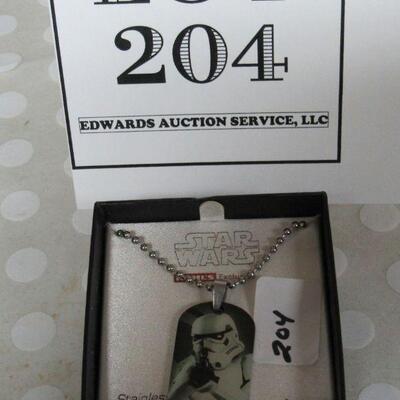 204
EDWARDS AUCTION SERVICE, LLC
STAR
WARS
204